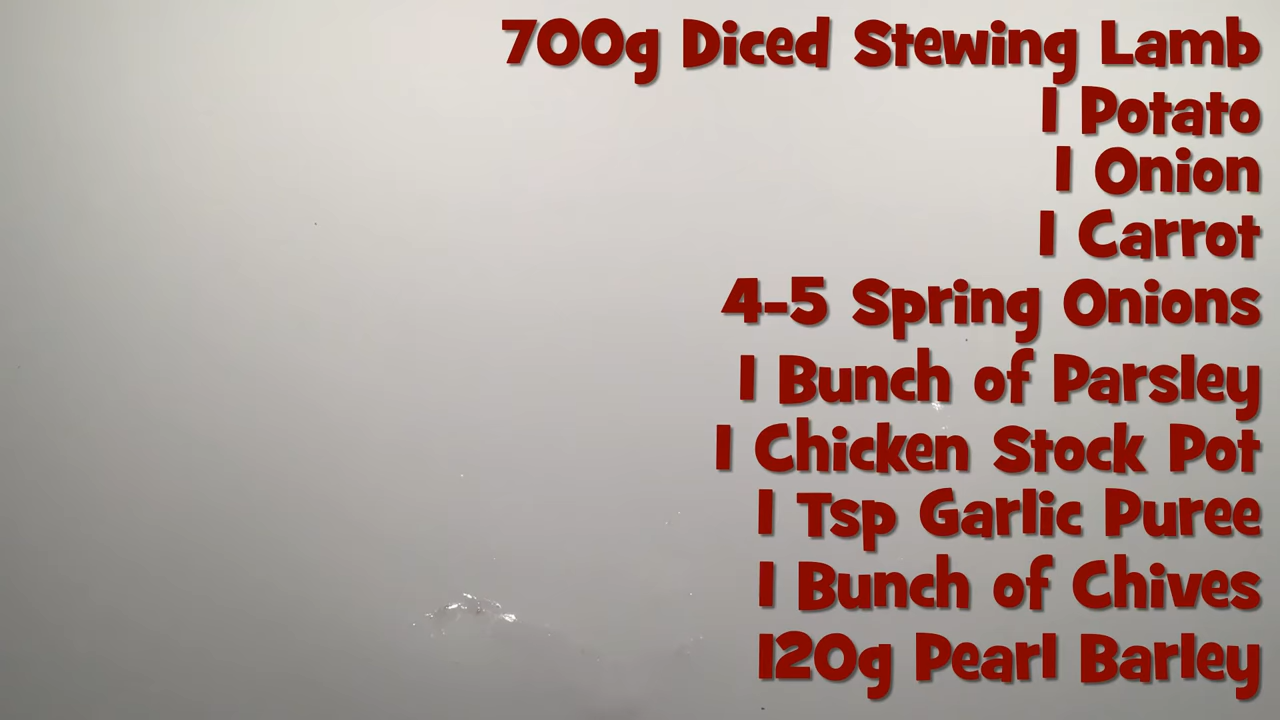 700g Diced Stewing Lamb
1 Potato
1 Onion
1 Carrot
4-5 Spring Onions
1 Bunch of Parsley
1 Chicken Stock Pot
1 Tsp Garlic Puree
1 Bunch of Chives
120g Pearl Barley